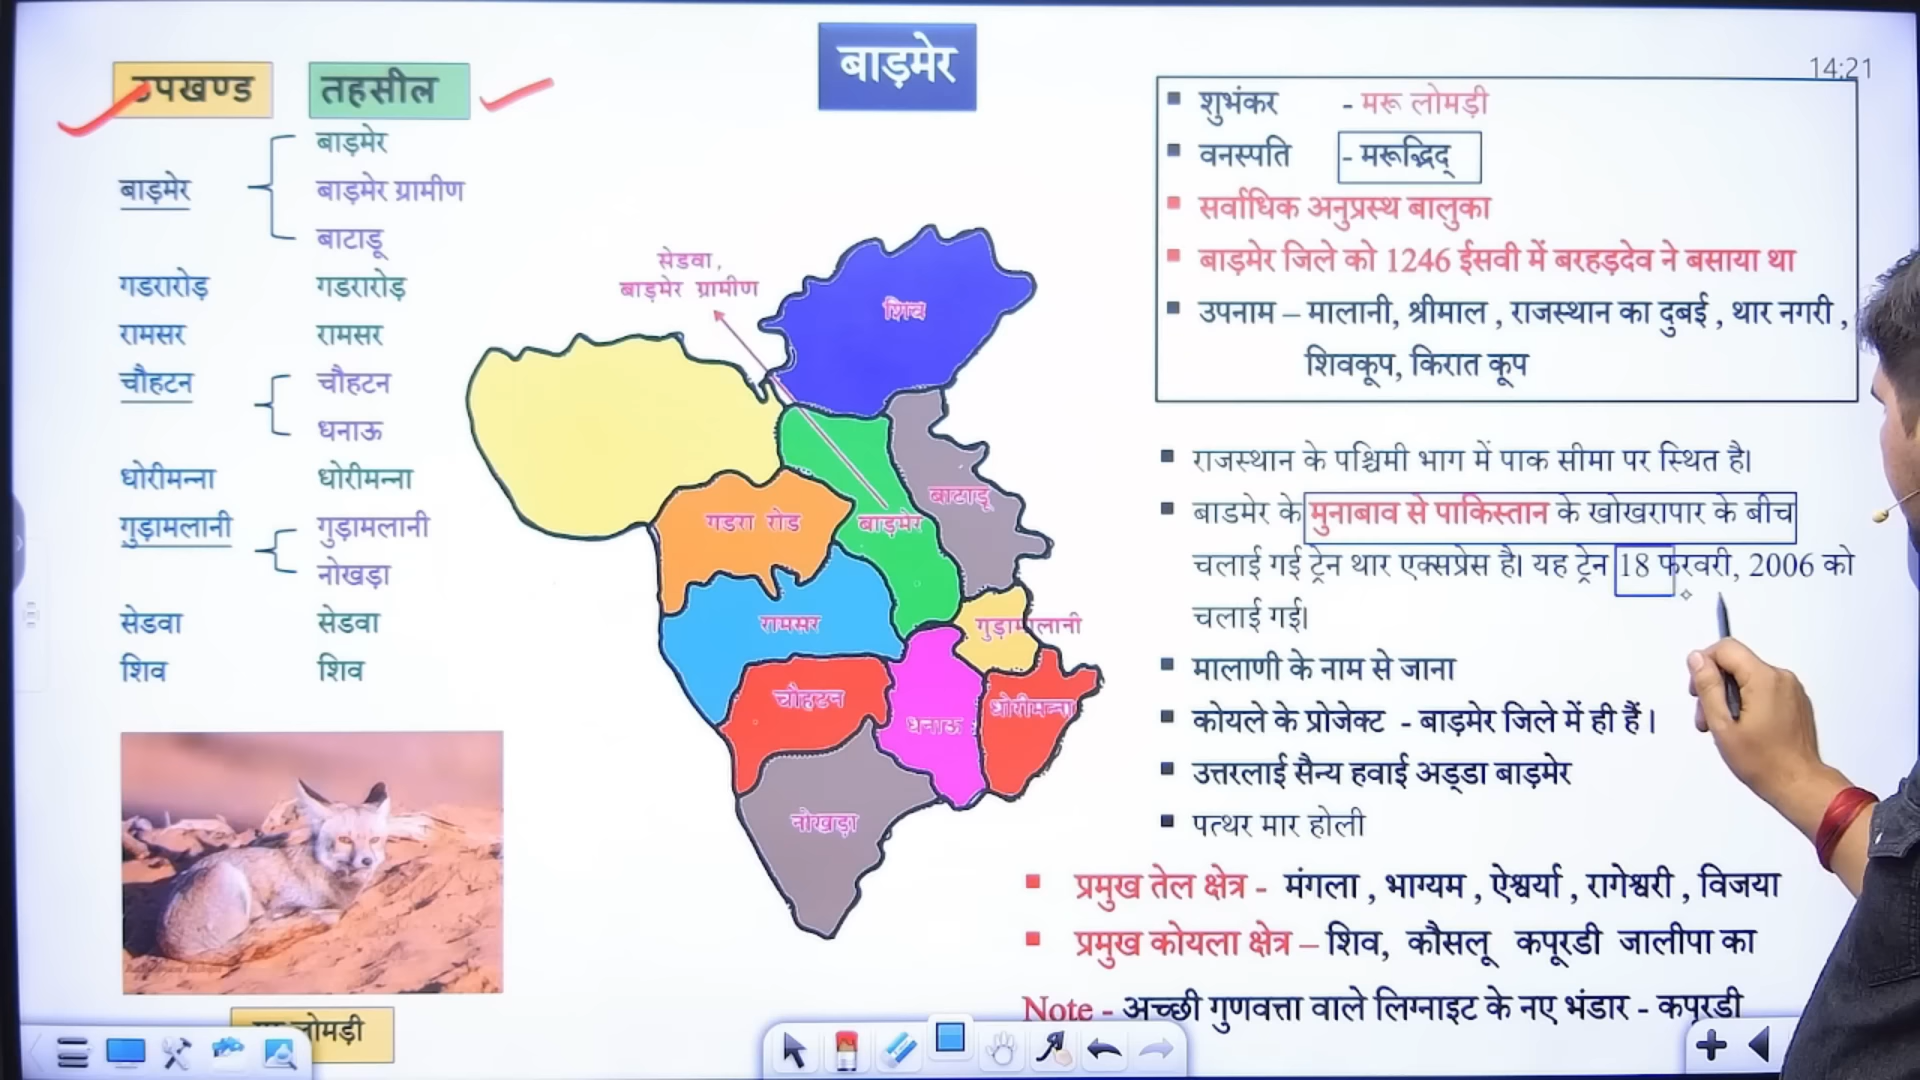 बाड़मेर
14:21
उपखण्ड तहसील
बाड़मेर
बाड़मेर बाड़मेर ग्रामीण
बाटाडू
गडरारोड़ गडरारोड़
रामसर रामसर
चौहटन चौहटन
धनाऊ
धोरीमन्ना धोरीमन्ना
गुड़ामलानी गुड़ामलानी
नोखड़ा
सेडवा सेडवा
शिव शिव
लोमड़ी
सेडवा,
बाड़मेर ग्रामीण
शिव
बाटाडू
गडरा रोड
बाड़मेर
रामसर
गुड़ामालानी
चौहटन
धनाऊ
धोरीमन्ना
नोखड़ा
▪ शुभंकर - मरू लोमड़ी
▪ वनस्पति - मरूद्भिद्
▪ सर्वाधिक अनुप्रस्थ बालुका
▪ बाड़मेर जिले को 1246 ईसवी में बरहड़देव ने बसाया था
▪ उपनाम – मालानी, श्रीमाल , राजस्थान का दुबई , थार नगरी ,
शिवकूप, किरात कूप
▪ राजस्थान के पश्चिमी भाग में पाक सीमा पर स्थित है।
▪ बाडमेर के मुनाबाव से पाकिस्तान के खोखरापार के बीच
चलाई गई ट्रेन थार एक्सप्रेस है। यह ट्रेन 18 फरवरी, 2006 को
चलाई गई।
▪ मालाणी के नाम से जाना
▪ कोयले के प्रोजेक्ट - बाड़मेर जिले में ही हैं।
▪ उत्तरलाई सैन्य हवाई अड्डा बाड़मेर
▪ पत्थर मार होली
▪ प्रमुख तेल क्षेत्र - मंगला , भाग्यम , ऐश्वर्या , रागेश्वरी , विजया
▪ प्रमुख कोयला क्षेत्र – शिव, कौसलू कपूरडी जालीपा का
Note - अच्छी गुणवत्ता वाले लिग्नाइट के नए भंडार - कपूरडी